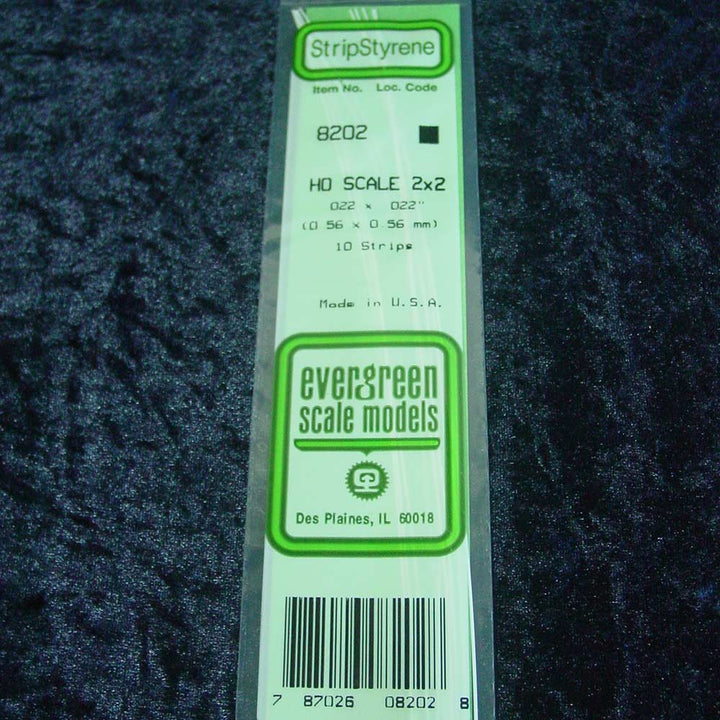 StripStyrene
Item No. Loc. Code
8202
HO SCALE 2x2
.022 x .022"
(0.56 x 0.56 mm)
10 Strips
Made in U.S.A.
evergreen
scale models
Des Plaines, IL 60018
7 87026 08202 8